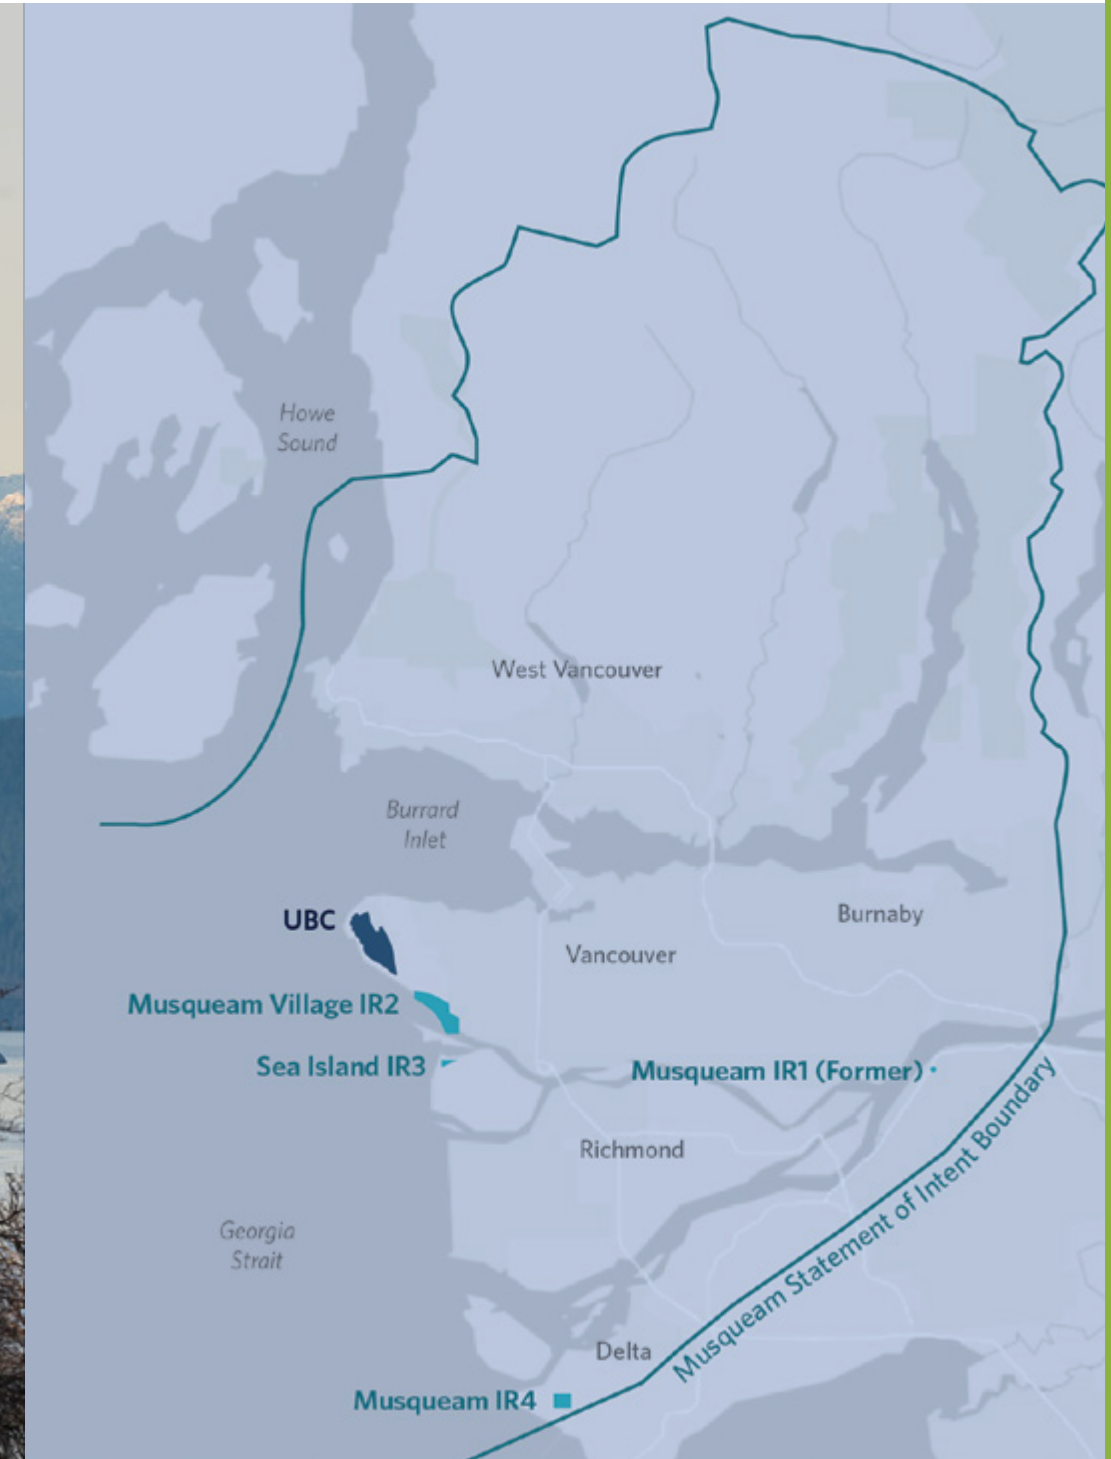 Howe
Sound
West Vancouver
Burrard
Inlet
UBC
Burnaby
Vancouver
Musqueam Village IR2
Sea Island IR3
Musqueam IR1 (Former)
Richmond
Musqueam Statement of Intent Boundary
Georgia
Strait
Delta
Musqueam IR4